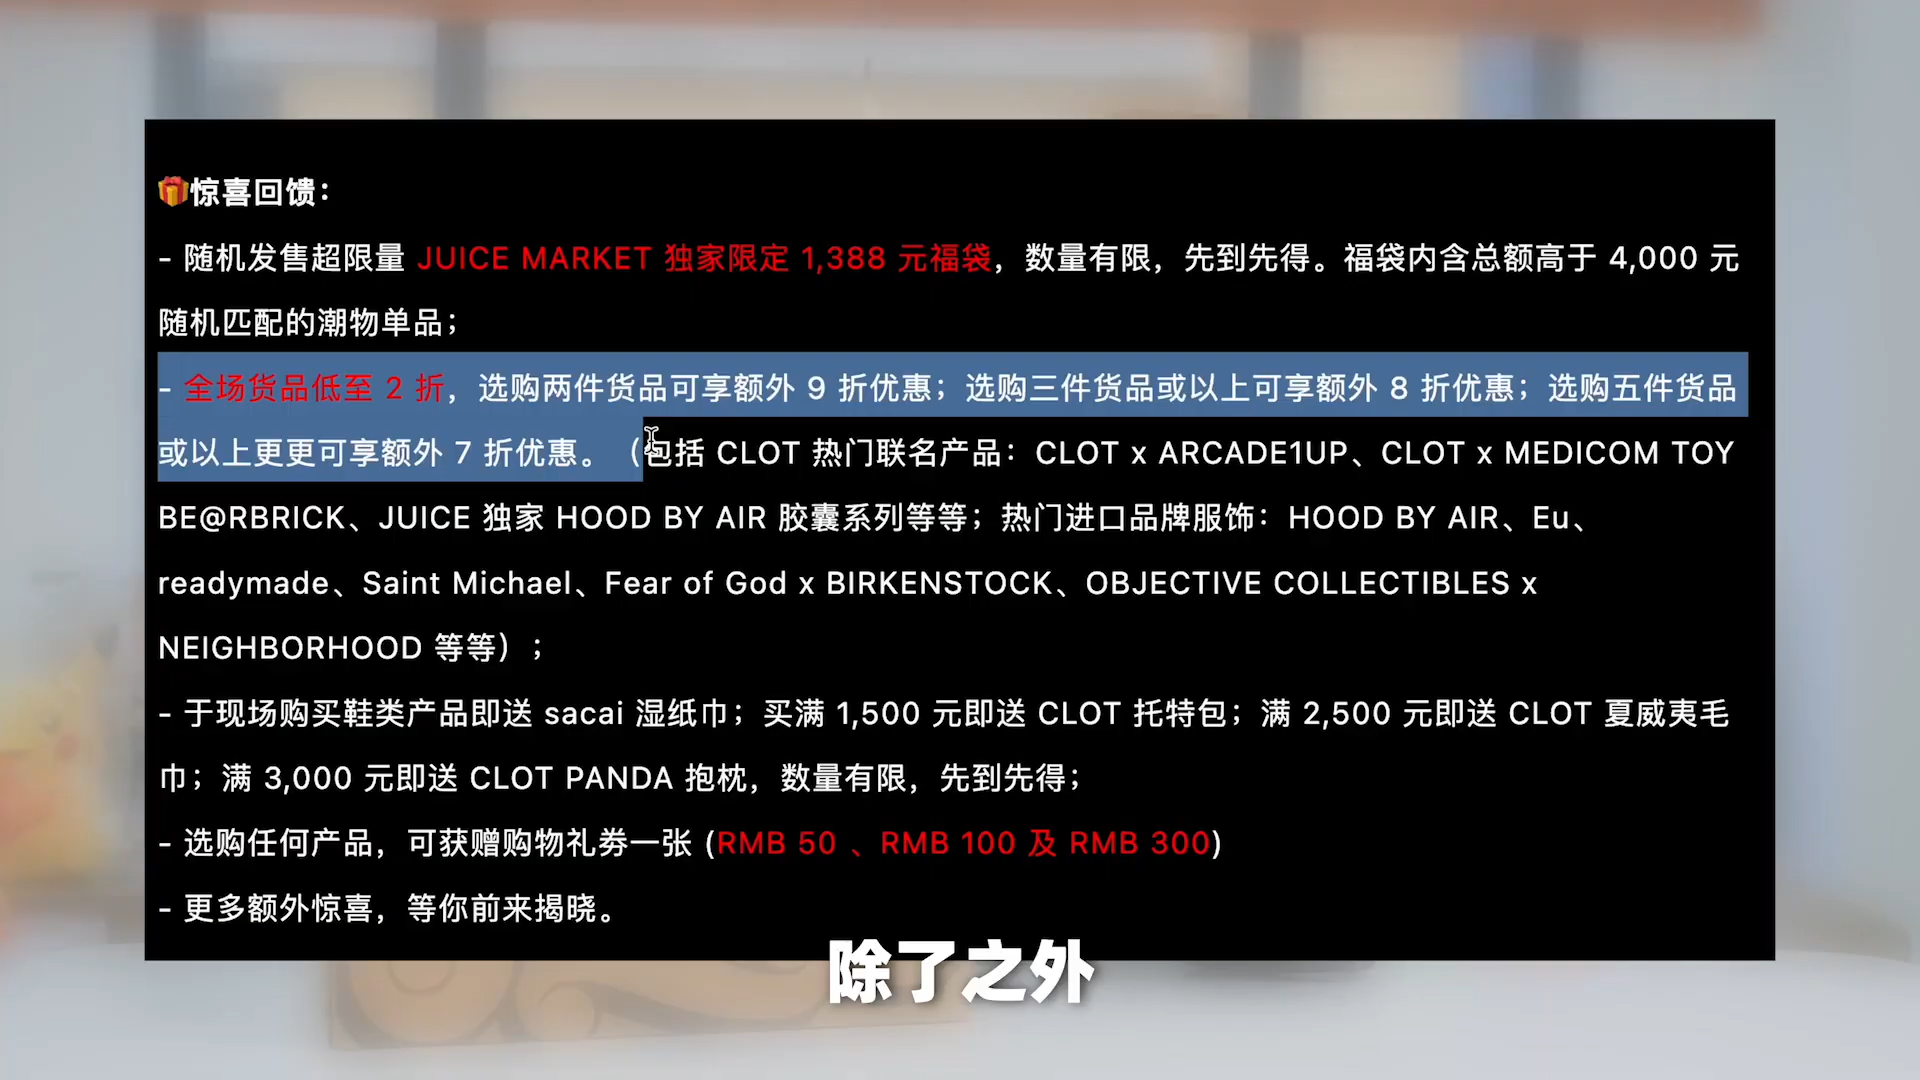 🎁惊喜回馈：
- 随机发售超限量 JUICE MARKET 独家限定 1,388 元福袋，数量有限，先到先得。福袋内含总额高于 4,000 元
随机匹配的潮物单品；
- 全场货品低至 2 折，选购两件货品可享额外 9 折优惠；选购三件货品或以上可享额外 8 折优惠；选购五件货品
或以上更更可享额外 7 折优惠。（包括 CLOT 热门联名产品：CLOT x ARCADE1UP、CLOT x MEDICOM TOY
BE@RBRICK、JUICE 独家 HOOD BY AIR 胶囊系列等等；热门进口品牌服饰：HOOD BY AIR、Eu、
readymade、Saint Michael、Fear of God x BIRKENSTOCK、OBJECTIVE COLLECTIBLES x
NEIGHBORHOOD 等等）；
- 于现场购买鞋类产品即送 sacai 湿纸巾；买满 1,500 元即送 CLOT 托特包；满 2,500 元即送 CLOT 夏威夷毛
巾；满 3,000 元即送 CLOT PANDA 抱枕，数量有限，先到先得；
- 选购任何产品，可获赠购物礼券一张 (RMB 50 、RMB 100 及 RMB 300)
- 更多额外惊喜，等你前来揭晓。
除了之外